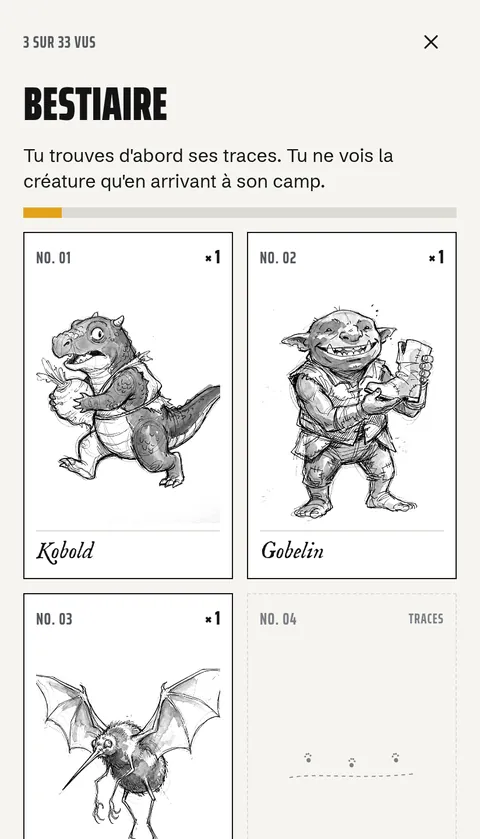 3 SUR 33 VUS
BESTIAIRE
Tu trouves d'abord ses traces. Tu ne vois la
créature qu'en arrivant à son camp.
NO. 01
×1
NO. 02
×1
Kobold
Gobelin
NO. 03
×1
NO. 04
TRACES